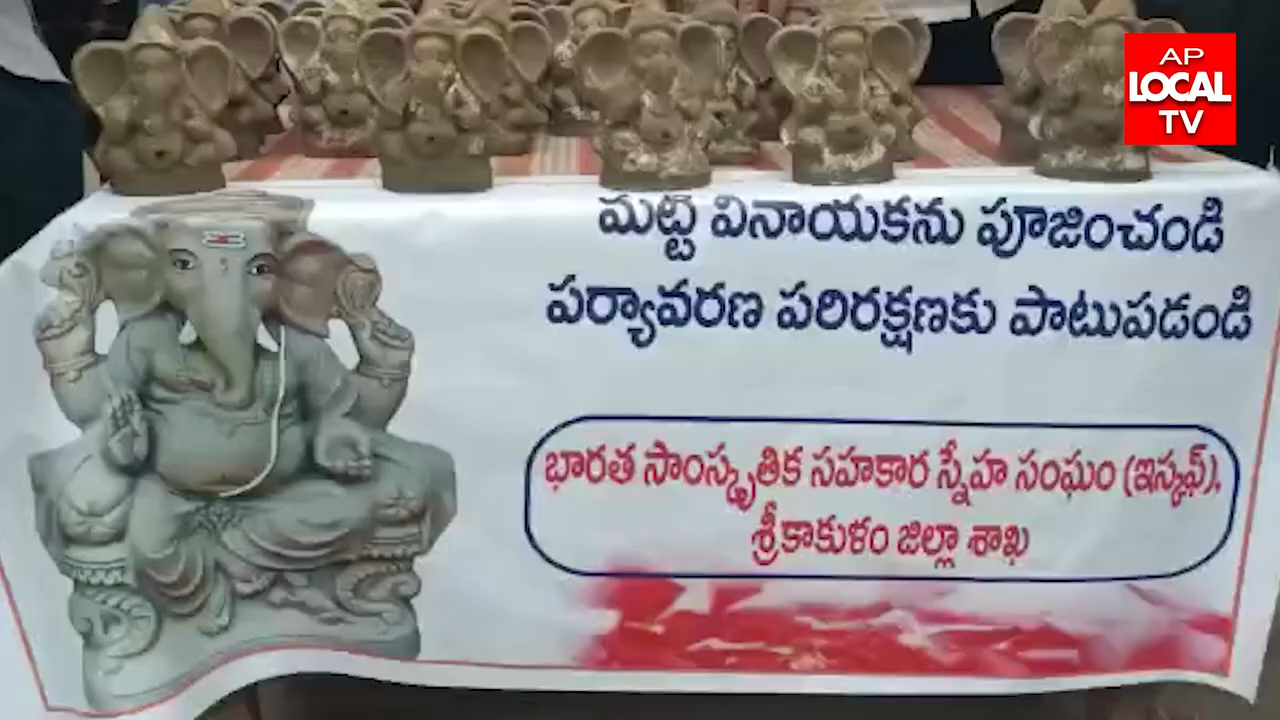 AP
LOCAL
TV
మట్టి వినాయకను పూజించండి
పర్యావరణ పరిరక్షణకు పాటుపడండి
భారత సాంస్కృతిక సహకార స్నేహ సంఘం (ఇస్కఫ్),
శ్రీకాకుళం జిల్లా శాఖ